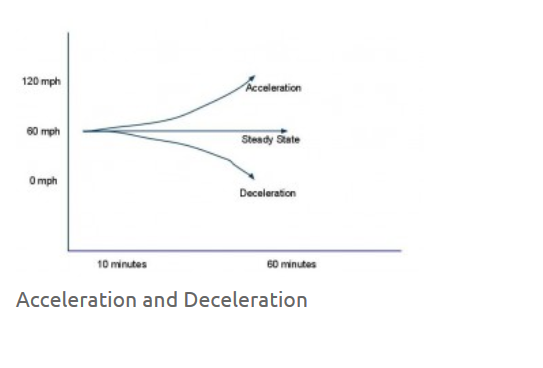 120 mph
Acceleration
60 mph
Steady State
0 mph
Deceleration
10 minutes 60 minutes
Acceleration and Deceleration